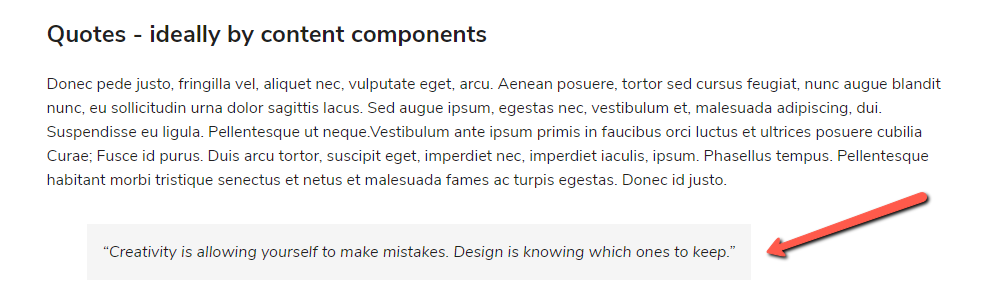 Quotes - ideally by content components
Donec pede justo, fringilla vel, aliquet nec, vulputate eget, arcu. Aenean posuere, tortor sed cursus feugiat, nunc augue blandit
nunc, eu sollicitudin urna dolor sagittis lacus. Sed augue ipsum, egestas nec, vestibulum et, malesuada adipiscing, dui.
Suspendisse eu ligula. Pellentesque ut neque.Vestibulum ante ipsum primis in faucibus orci luctus et ultrices posuere cubilia
Curae; Fusce id purus. Duis arcu tortor, suscipit eget, imperdiet nec, imperdiet iaculis, ipsum. Phasellus tempus. Pellentesque
habitant morbi tristique senectus et netus et malesuada fames ac turpis egestas. Donec id justo.
“Creativity is allowing yourself to make mistakes. Design is knowing which ones to keep.”